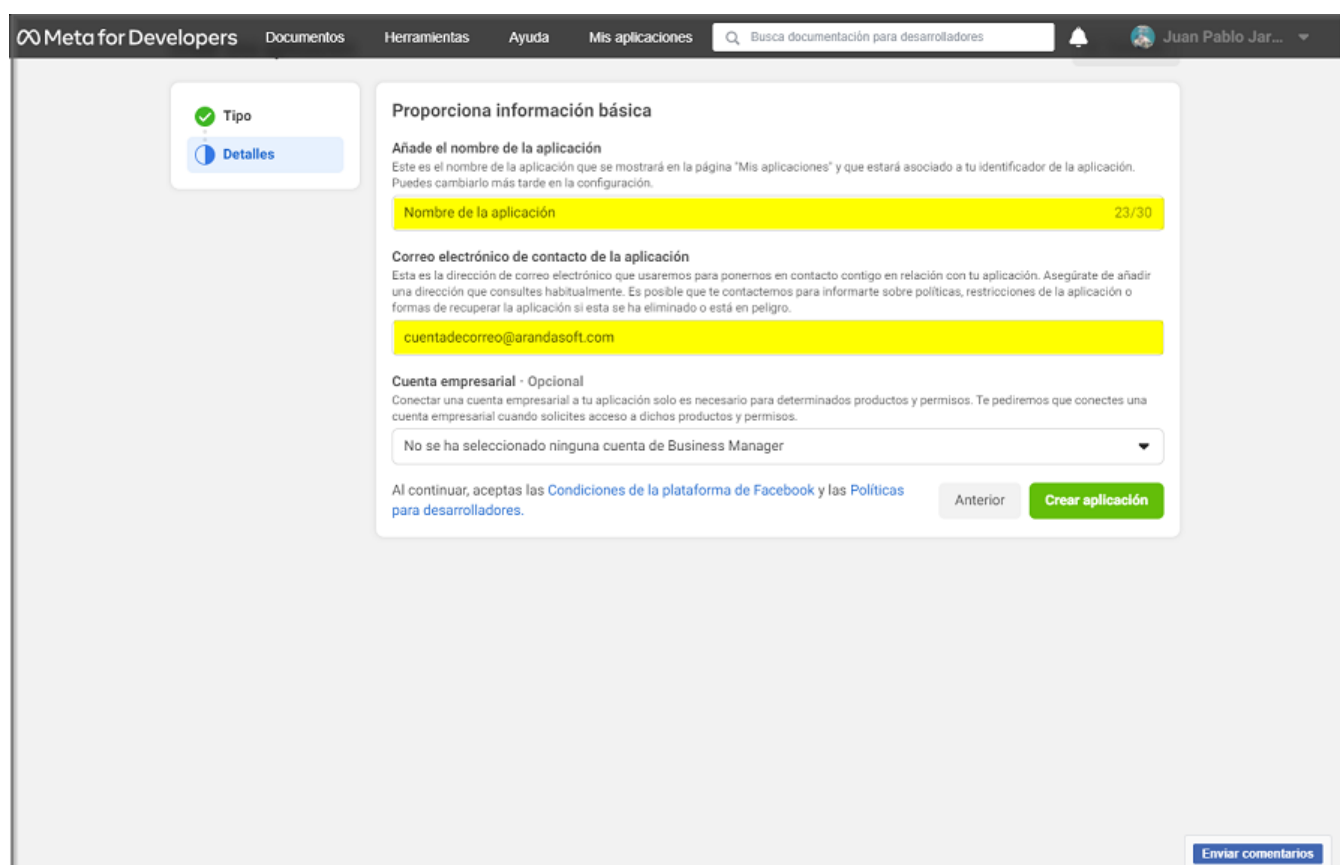 Meta for Developers Documentos Herramientas Ayuda Mis aplicaciones Busca documentación para desarrolladores Juan Pablo Jar...
Tipo
Detalles
Proporciona información básica
Añade el nombre de la aplicación
Este es el nombre de la aplicación que se mostrará en la página "Mis aplicaciones" y que estará asociado a tu identificador de la aplicación.
Puedes cambiarlo más tarde en la configuración.
Nombre de la aplicación 23/30
Correo electrónico de contacto de la aplicación
Esta es la dirección de correo electrónico que usaremos para ponernos en contacto contigo en relación con tu aplicación. Asegúrate de añadir
una dirección que consultes habitualmente. Es posible que te contactemos para informarte sobre políticas, restricciones de la aplicación o
formas de recuperar la aplicación si esta se ha eliminado o está en peligro.
cuentadecorreo@arandasoft.com
Cuenta empresarial · Opcional
Conectar una cuenta empresarial a tu aplicación solo es necesario para determinados productos y permisos. Te pediremos que conectes una
cuenta empresarial cuando solicites acceso a dichos productos y permisos.
No se ha seleccionado ninguna cuenta de Business Manager
Al continuar, aceptas las Condiciones de la plataforma de Facebook y las Políticas
para desarrolladores.
Anterior Crear aplicación
Enviar comentarios